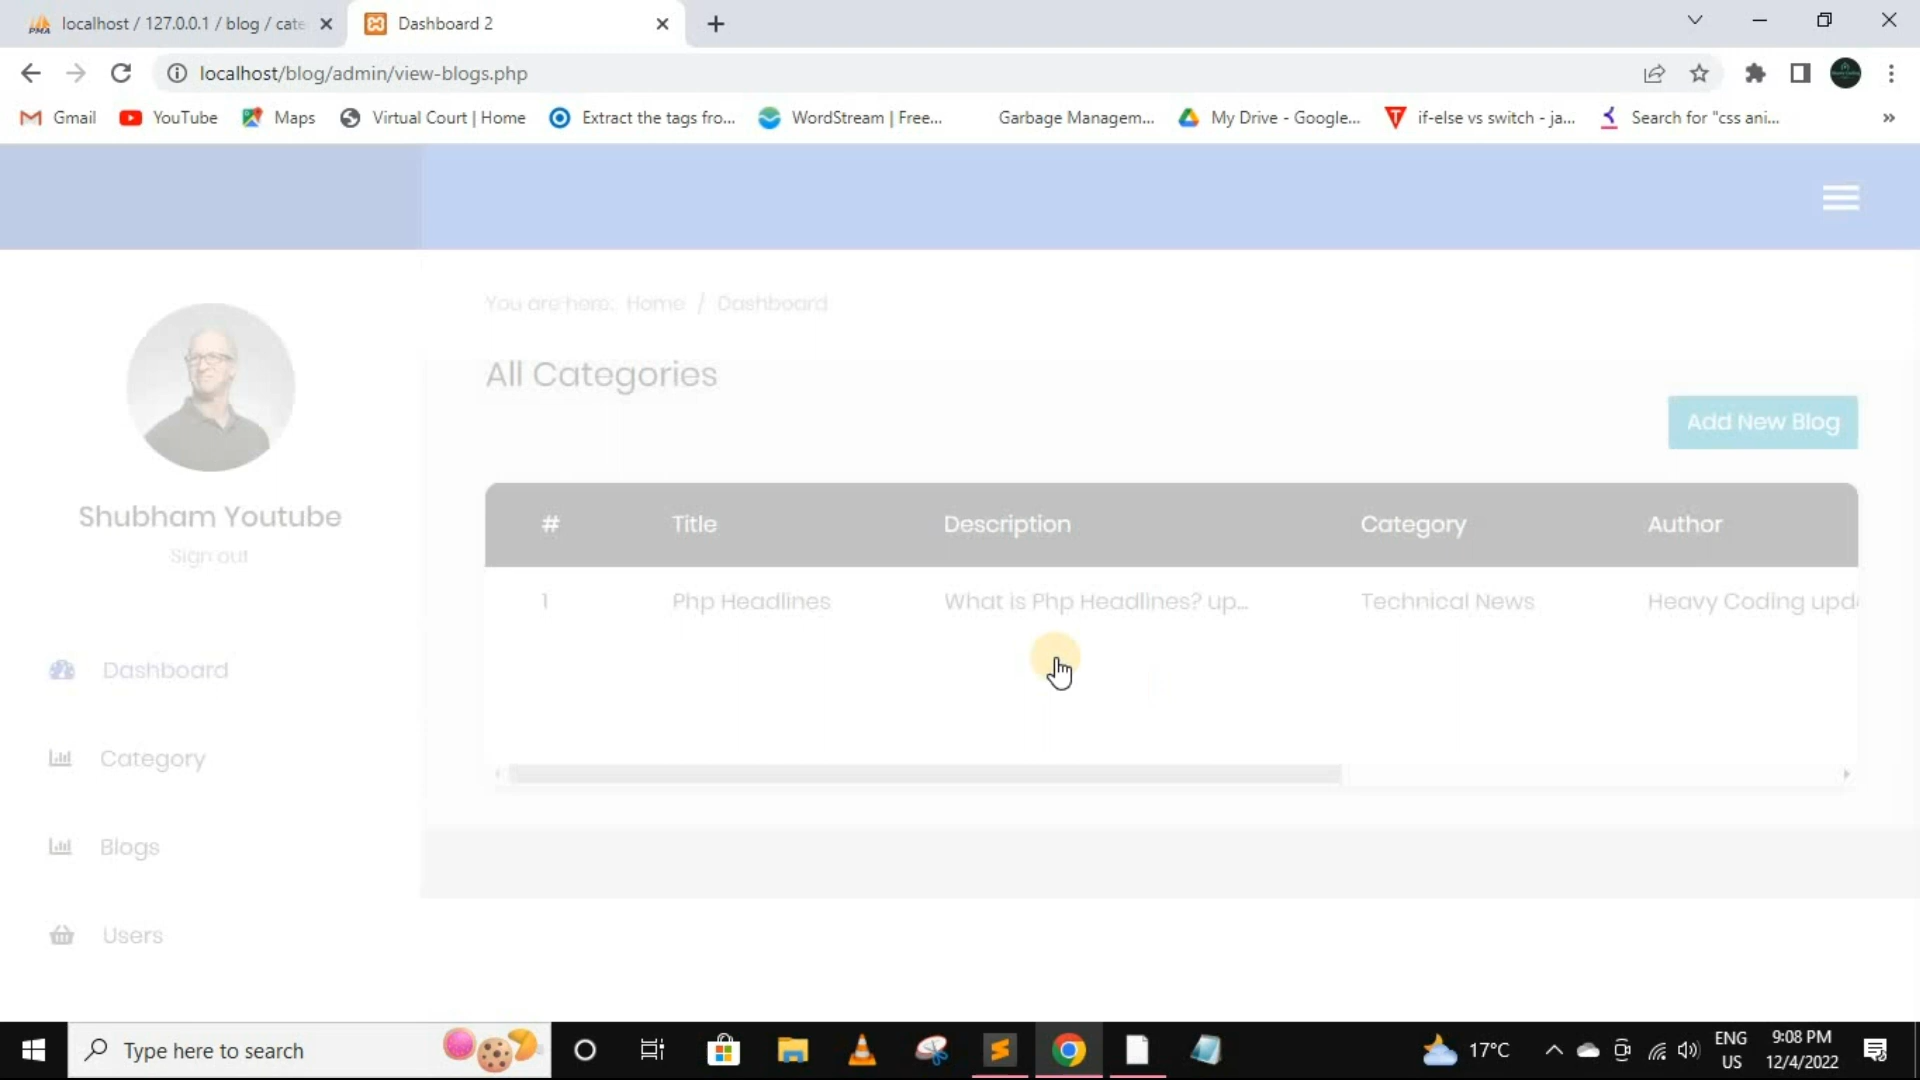 localhost / 127.0.0.1 / blog / cate
Dashboard 2
localhost/blog/admin/view-blogs.php
Gmail
YouTube
Maps
Virtual Court | Home
Extract the tags fro...
WordStream | Free...
Garbage Managem...
My Drive - Google...
if-else vs switch - ja...
Search for "css ani...
»
You are here: Home / Dashboard
All Categories
Add New Blog
Shubham Youtube
Sign out
# Title Description Category Author
1 Php Headlines What is Php Headlines? up... Technical News Heavy Coding upd
Dashboard
Category
Blogs
Users
Type here to search
17°C
ENG
US
9:08 PM
12/4/2022